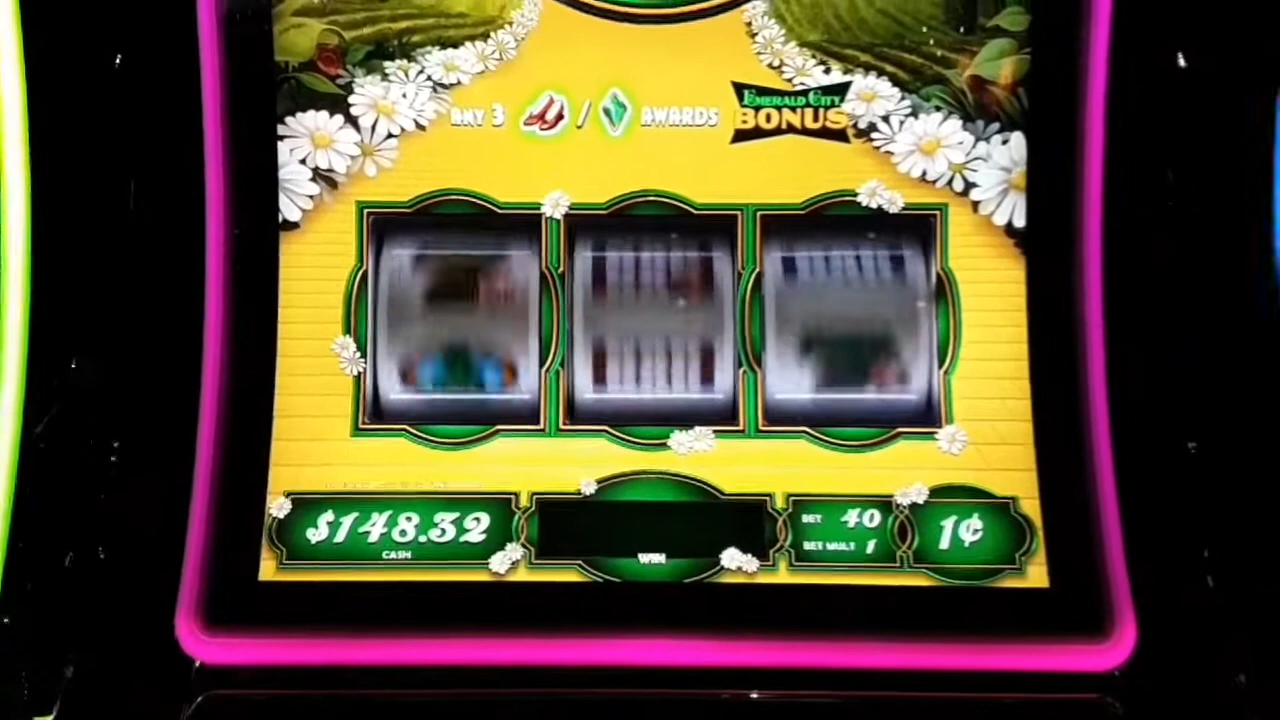 ANY 3 / AWARDS
EMERALD CITY
BONUS
$148.32
CASH
WIN
BET 40
BET MULT 1
1¢